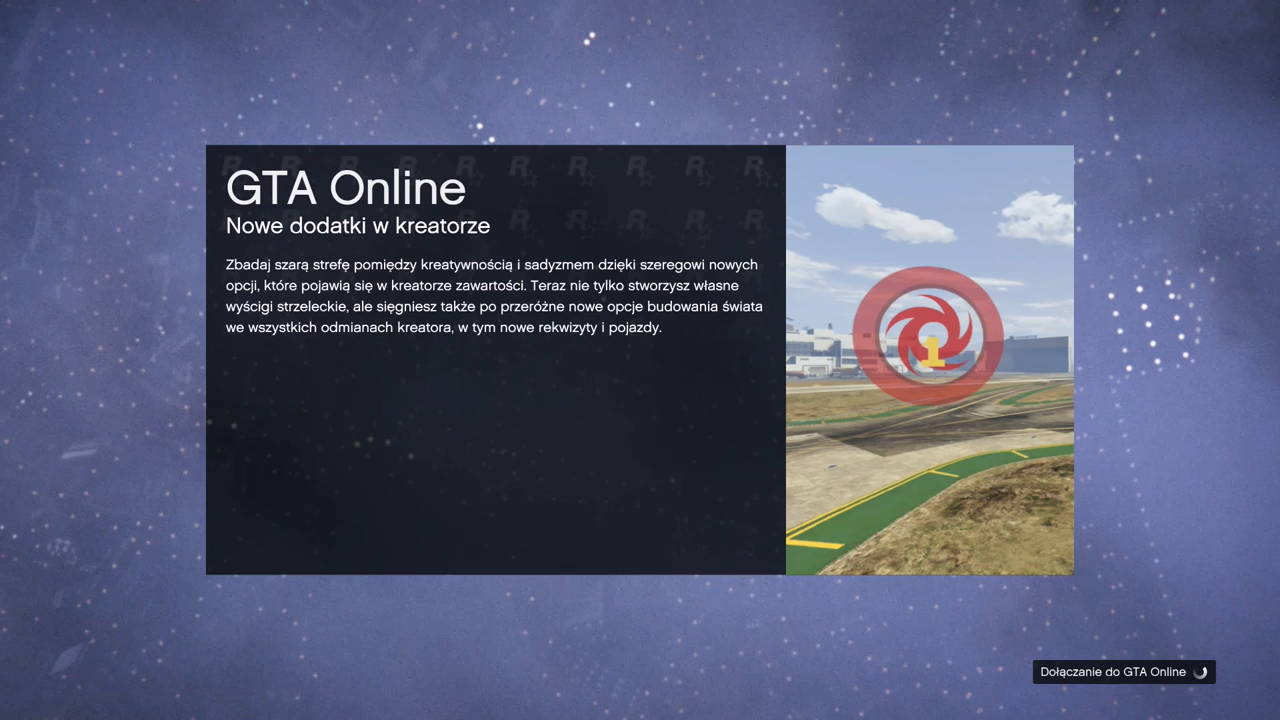 GTA Online
Nowe dodatki w kreatorze
Zbadaj szarą strefę pomiędzy kreatywnością i sadyzmem dzięki szeregowi nowych
opcji, które pojawią się w kreatorze zawartości. Teraz nie tylko stworzysz własne
wyścigi strzeleckie, ale sięgniesz także po przeróżne nowe opcje budowania świata
we wszystkich odmianach kreatora, w tym nowe rekwizyty i pojazdy.
1
Dołączanie do GTA Online